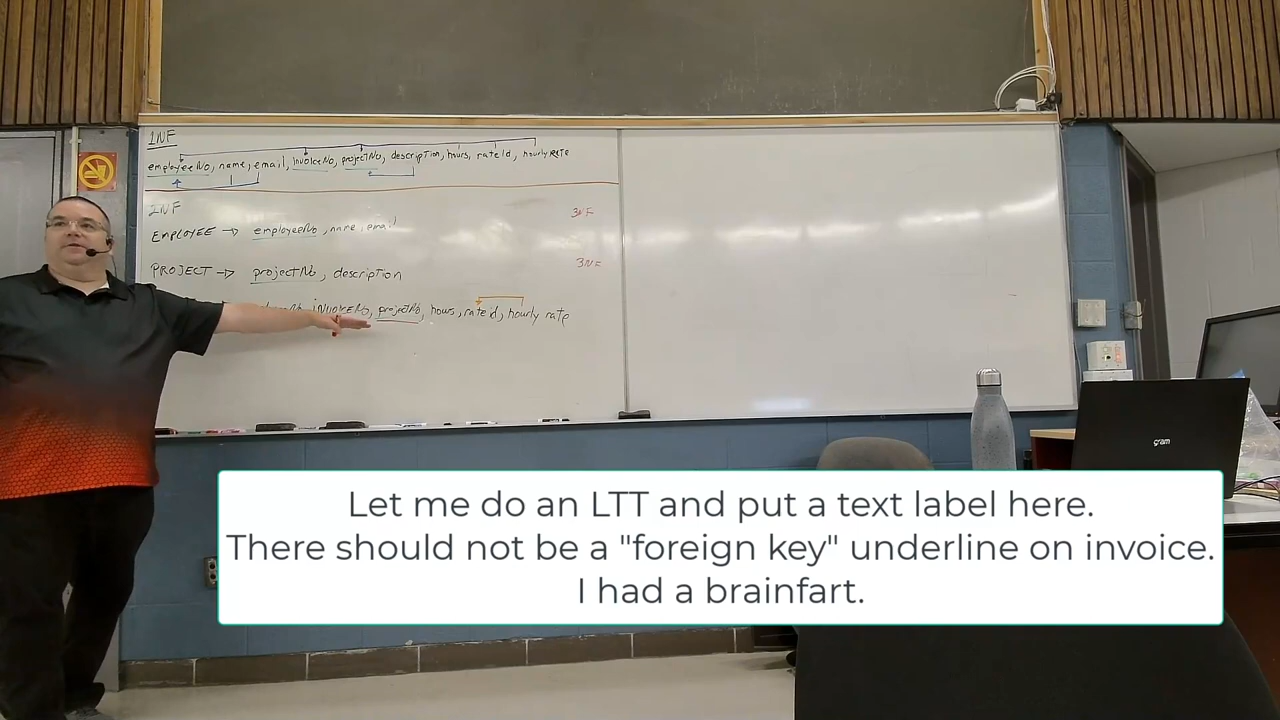 1NF
employeeNo, name, email, invoiceNo, projectNo, description, hours, rateId, hourlyRate
2NF
3NF
EMPLOYEE → employeeNo, name, email
3NF
PROJECT → projectNo, description
invoiceNo, projectNo, hours, rateid, hourly rate
gram
Let me do an LTT and put a text label here.
There should not be a "foreign key" underline on invoice.
I had a brainfart.